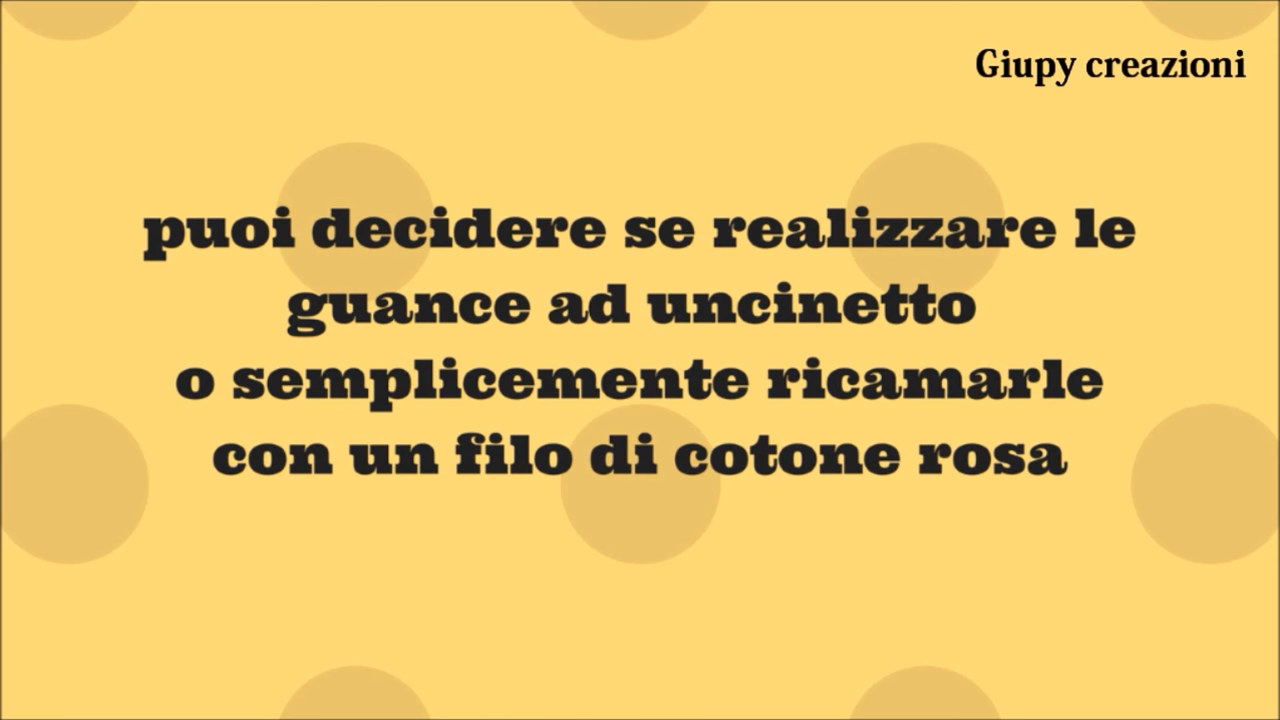 Giupy creazioni
puoi decidere se realizzare le
guance ad uncinetto
o semplicemente ricamarle
con un filo di cotone rosa